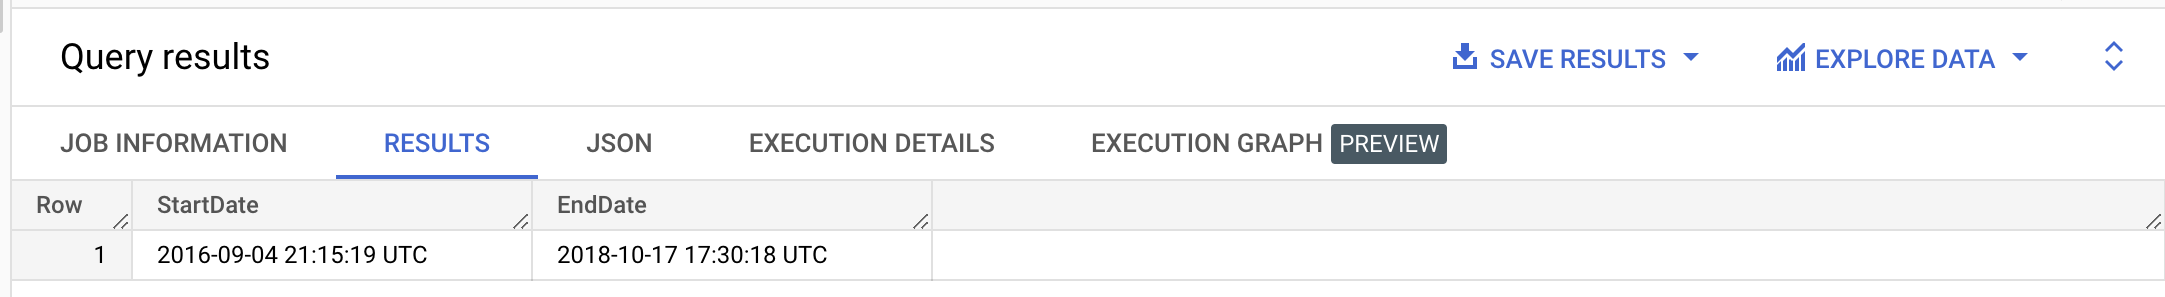 Query results SAVE RESULTS EXPLORE DATA
JOB INFORMATION RESULTS JSON EXECUTION DETAILS EXECUTION GRAPH PREVIEW
Row StartDate EndDate
1 2016-09-04 21:15:19 UTC 2018-10-17 17:30:18 UTC